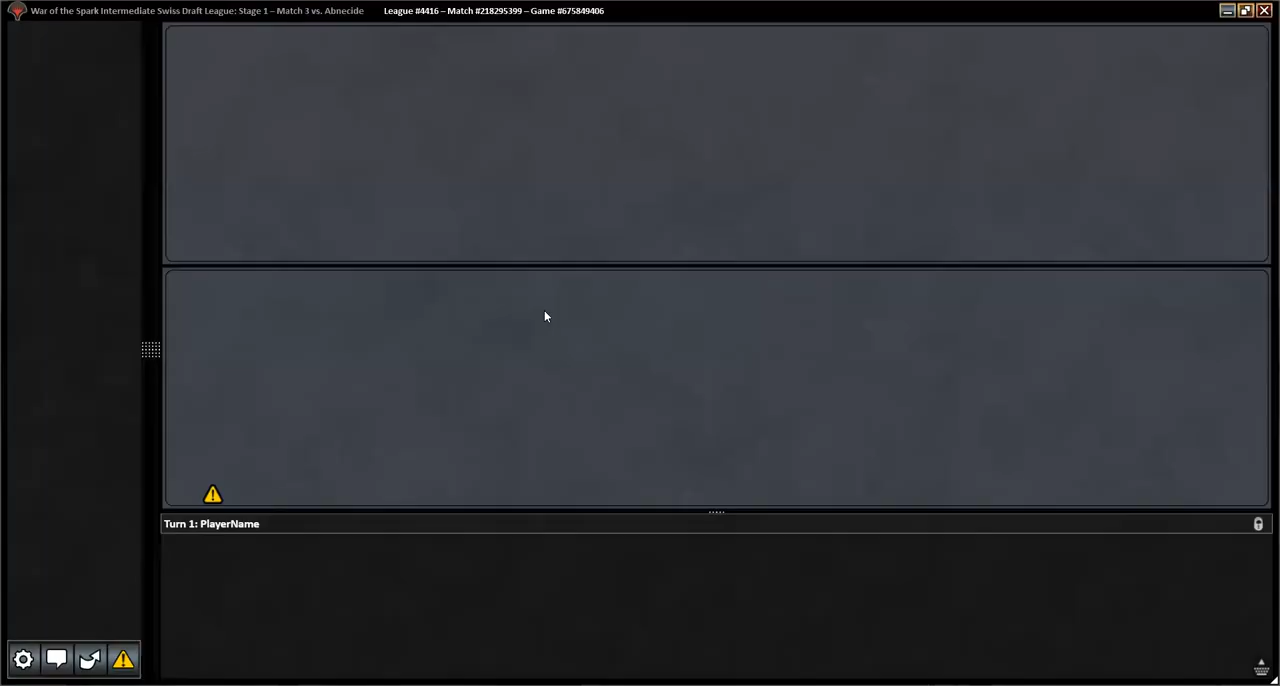 War of the Spark Intermediate Swiss Draft League: Stage 1 – Match 3 vs. Abnecide League #4416 – Match #218295399 – Game #675849406
Turn 1: PlayerName